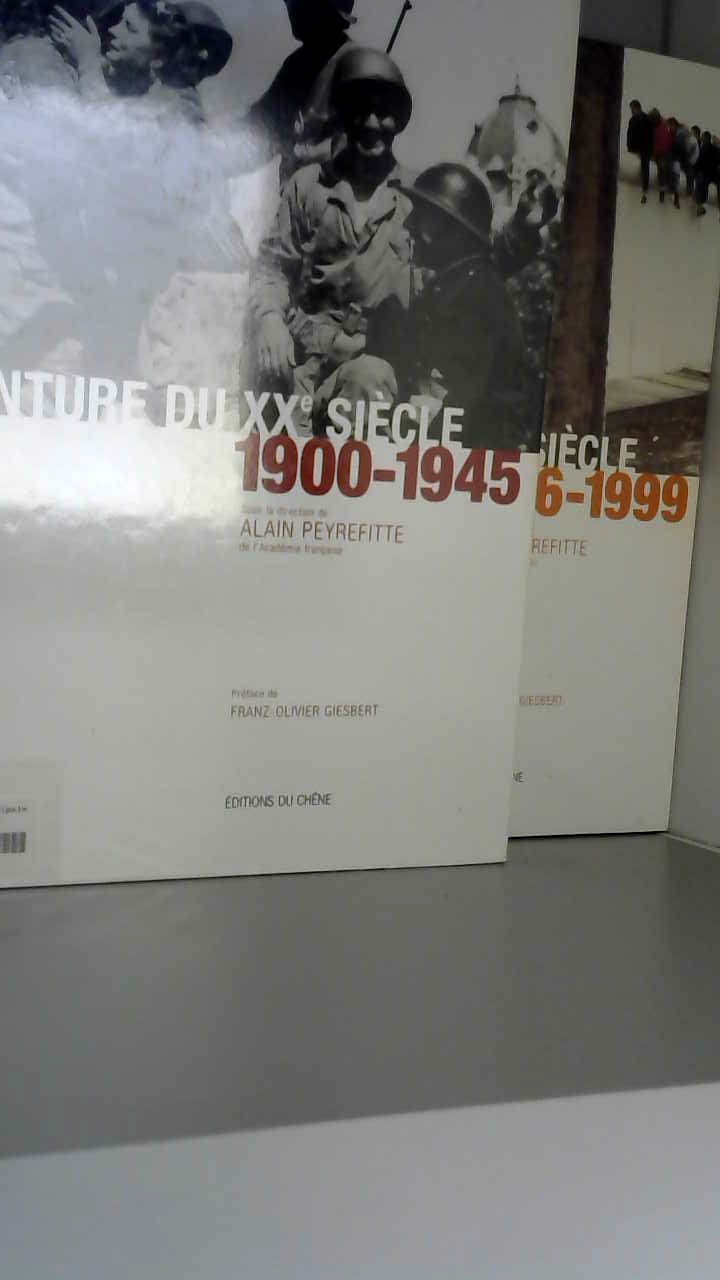 NTURE DU XXe SIÈCLE
1900-1945
Sous la direction de
ALAIN PEYREFITTE
de l'Académie française
Préface de
FRANZ OLIVIER GIESBERT
ÉDITIONS DU CHÊNE
SIÈCLE
6-1999
REFITTE
GIESBERT
NE